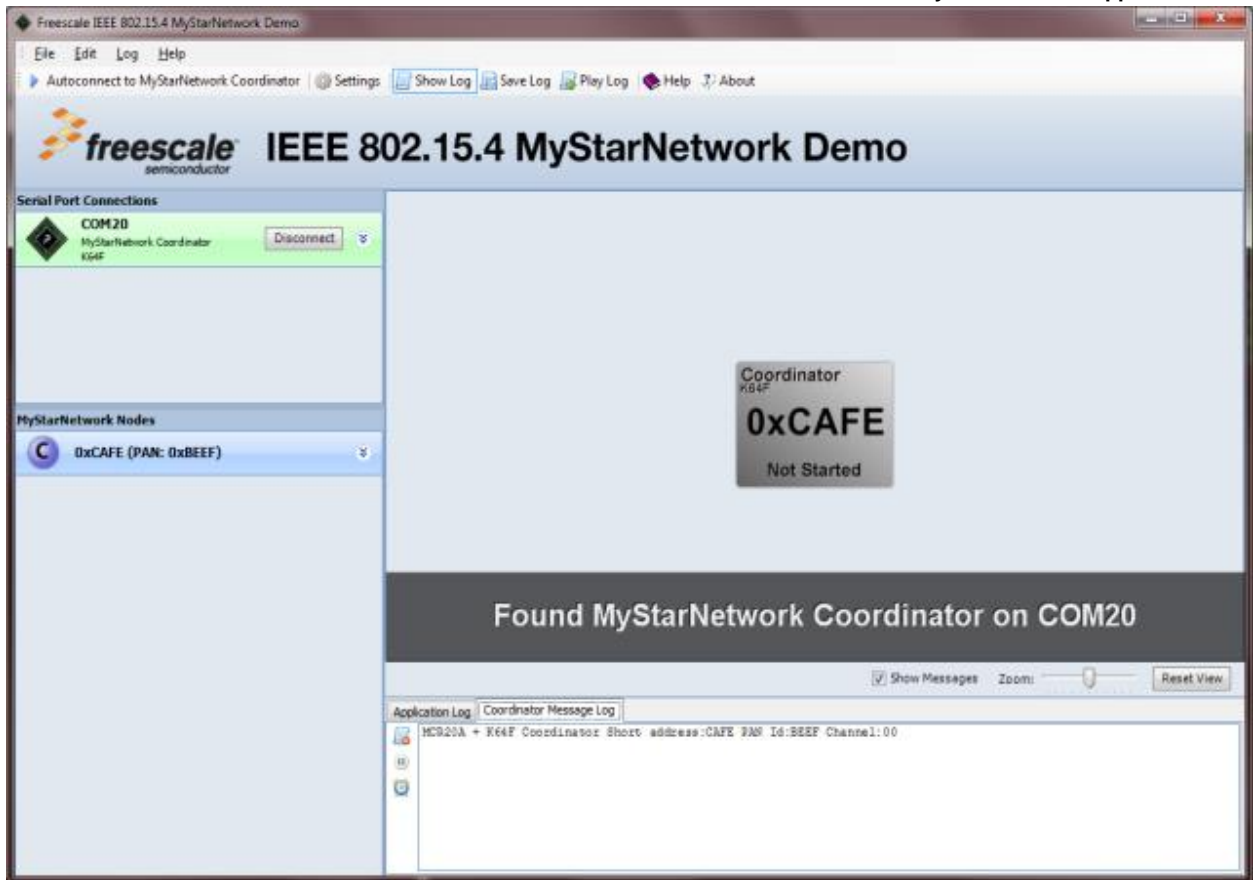 Freescale IEEE 802.15.4 MyStarNetwork Demo
File Edit Log Help
Autoconnect to MyStarNetwork Coordinator Settings Show Log Save Log Play Log Help About
freescale
semiconductor
IEEE 802.15.4 MyStarNetwork Demo
Serial Port Connections
COM20
MyStarNetwork Coordinator
K64F
Disconnect
MyStarNetwork Nodes
C 0xCAFE (PAN: 0xBEEF)
Coordinator
K64F
0xCAFE
Not Started
Found MyStarNetwork Coordinator on COM20
Show Messages Zoom: Reset View
Application Log Coordinator Message Log
MCR20A + K64F Coordinator Short address:CAFE PAN Id:BEEF Channel:00